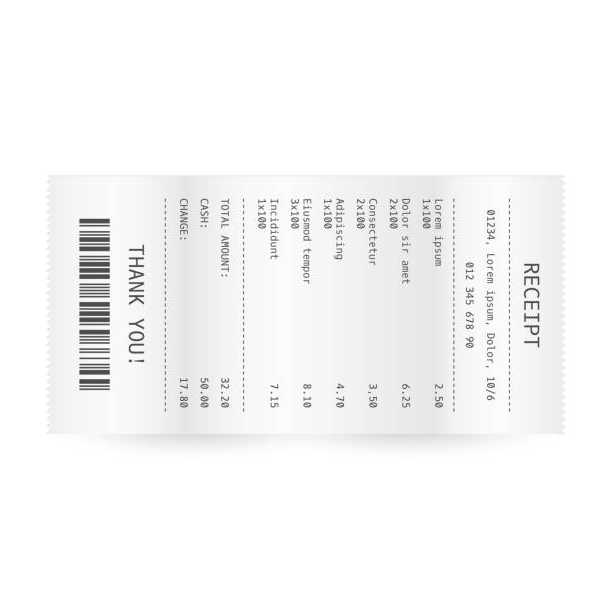 RECEIPT
01234, Lorem ipsum, Dolor, 10/6
012 345 678 90
Lorem ipsum 2.50
1x100
Dolor sir amet 6.25
2x100
Consectetur 3.50
2x100
Adipiscing 4.70
1x100
Eiusmod tempor 8.10
3x100
Incididunt 7.15
1x100
TOTAL AMOUNT: 32.20
CASH: 50.00
CHANGE: 17.80
THANK YOU!